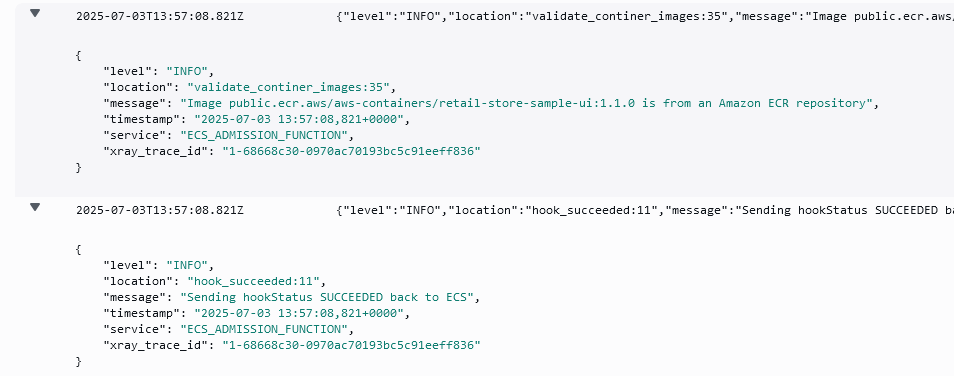 2025-07-03T13:57:08.821Z {"level":"INFO","location":"validate_continer_images:35","message":"Image public.ecr.aws/
{
"level": "INFO",
"location": "validate_continer_images:35",
"message": "Image public.ecr.aws/aws-containers/retail-store-sample-ui:1.1.0 is from an Amazon ECR repository",
"timestamp": "2025-07-03 13:57:08,821+0000",
"service": "ECS_ADMISSION_FUNCTION",
"xray_trace_id": "1-68668c30-0970ac70193bc5c91eeff836"
}
2025-07-03T13:57:08.821Z {"level":"INFO","location":"hook_succeeded:11","message":"Sending hookStatus SUCCEEDED ba
{
"level": "INFO",
"location": "hook_succeeded:11",
"message": "Sending hookStatus SUCCEEDED back to ECS",
"timestamp": "2025-07-03 13:57:08,821+0000",
"service": "ECS_ADMISSION_FUNCTION",
"xray_trace_id": "1-68668c30-0970ac70193bc5c91eeff836"
}